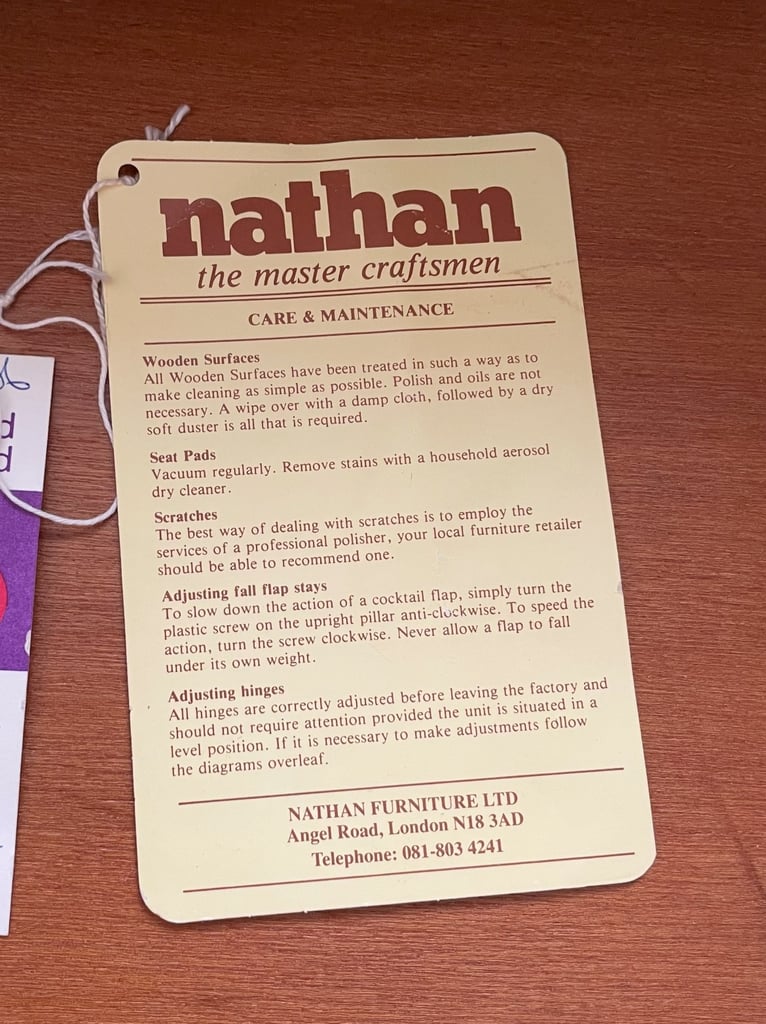 nathan
the master craftsmen
CARE & MAINTENANCE
Wooden Surfaces
All Wooden Surfaces have been treated in such a way as to
make cleaning as simple as possible. Polish and oils are not
necessary. A wipe over with a damp cloth, followed by a dry
soft duster is all that is required.
Seat Pads
Vacuum regularly. Remove stains with a household aerosol
dry cleaner.
Scratches
The best way of dealing with scratches is to employ the
services of a professional polisher, your local furniture retailer
should be able to recommend one.
Adjusting fall flap stays
To slow down the action of a cocktail flap, simply turn the
plastic screw on the upright pillar anti-clockwise. To speed the
action, turn the screw clockwise. Never allow a flap to fall
under its own weight.
Adjusting hinges
All hinges are correctly adjusted before leaving the factory and
should not require attention provided the unit is situated in a
level position. If it is necessary to make adjustments follow
the diagrams overleaf.
NATHAN FURNITURE LTD
Angel Road, London N18 3AD
Telephone: 081-803 4241